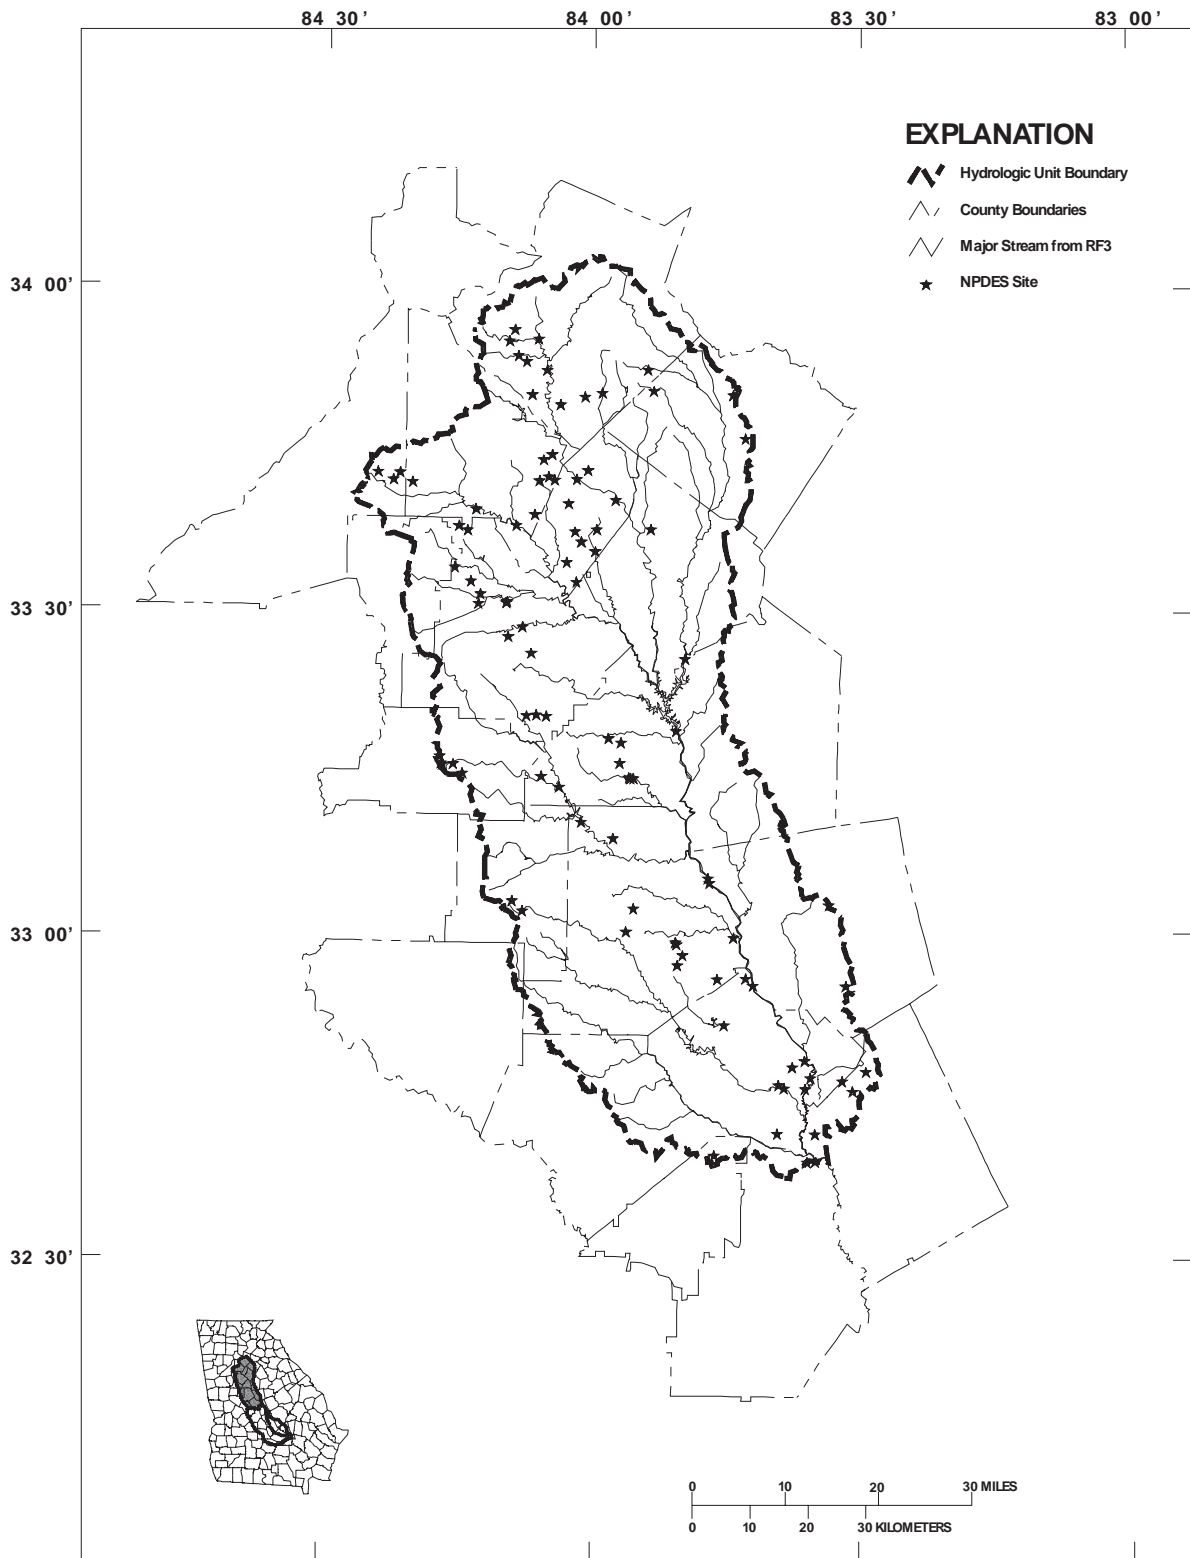 84 30’ 84 00’ 83 30’ 83 00’
EXPLANATION
Hydrologic Unit Boundary
County Boundaries
Major Stream from RF3
NPDES Site
34 00’
33 30’
33 00’
32 30’
0 10 20 30 MILES
0 10 20 30 KILOMETERS